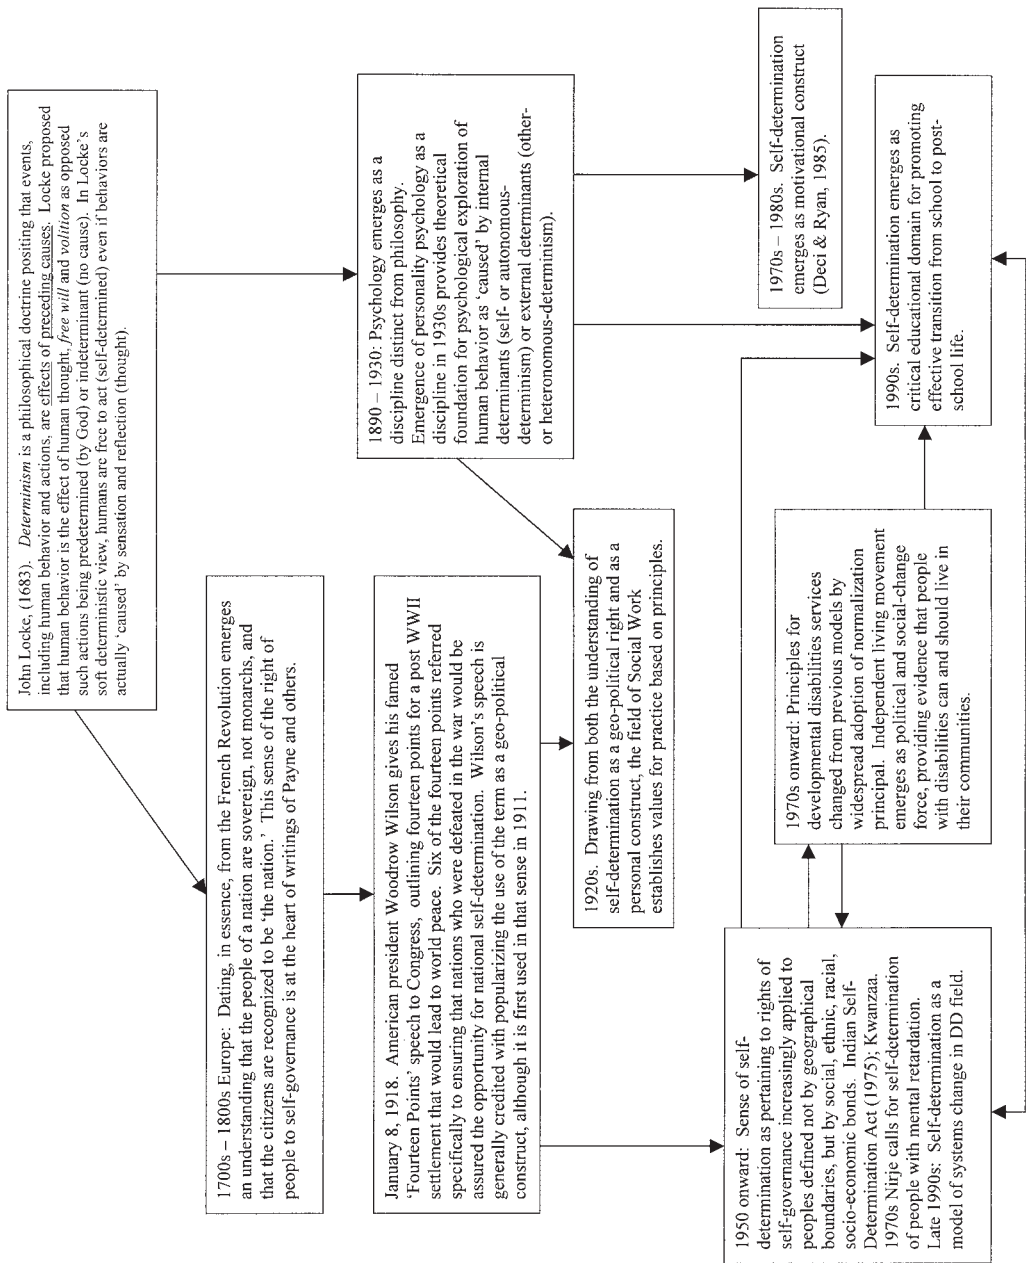 John Locke, (1683). Determinism is a philosophical doctrine positing that events,
including human behavior and actions, are effects of preceding causes. Locke proposed
that human behavior is the effect of human thought, free will and volition as opposed
such actions being predetermined (by God) or indeterminant (no cause). In Locke's
soft deterministic view, humans are free to act (self-determined) even if behaviors are
actually 'caused' by sensation and reflection (thought).
1700s – 1800s Europe: Dating, in essence, from the French Revolution emerges
an understanding that the people of a nation are sovereign, not monarchs, and
that the citizens are recognized to be 'the nation.' This sense of the right of
people to self-governance is at the heart of writings of Payne and others.
1890 – 1930: Psychology emerges as a
discipline distinct from philosophy.
Emergence of personality psychology as a
discipline in 1930s provides theoretical
foundation for psychological exploration of
human behavior as 'caused' by internal
determinants (self- or autonomous-
determinism) or external determinants (other-
or heteronomous-determinism).
January 8, 1918. American president Woodrow Wilson gives his famed
'Fourteen Points' speech to Congress, outlining fourteen points for a post WWII
settlement that would lead to world peace. Six of the fourteen points referred
specifically to ensuring that nations who were defeated in the war would be
assured the opportunity for national self-determination. Wilson's speech is
generally credited with popularizing the use of the term as a geo-political
construct, although it is first used in that sense in 1911.
1920s. Drawing from both the understanding of
self-determination as a geo-political right and as a
personal construct, the field of Social Work
establishes values for practice based on principles.
1970s – 1980s. Self-determination
emerges as motivational construct
(Deci & Ryan, 1985).
1950 onward: Sense of self-
determination as pertaining to rights of
self-governance increasingly applied to
peoples defined not by geographical
boundaries, but by social, ethnic, racial,
socio-economic bonds. Indian Self-
Determination Act (1975); Kwanzaa.
1970s Nirje calls for self-determination
of people with mental retardation.
Late 1990s: Self-determination as a
model of systems change in DD field.
1970s onward: Principles for
developmental disabilities services
changed from previous models by
widespread adoption of normalization
principal. Independent living movement
emerges as political and social-change
force, providing evidence that people
with disabilities can and should live in
their communities.
1990s. Self-determination emerges as
critical educational domain for promoting
effective transition from school to post-
school life.